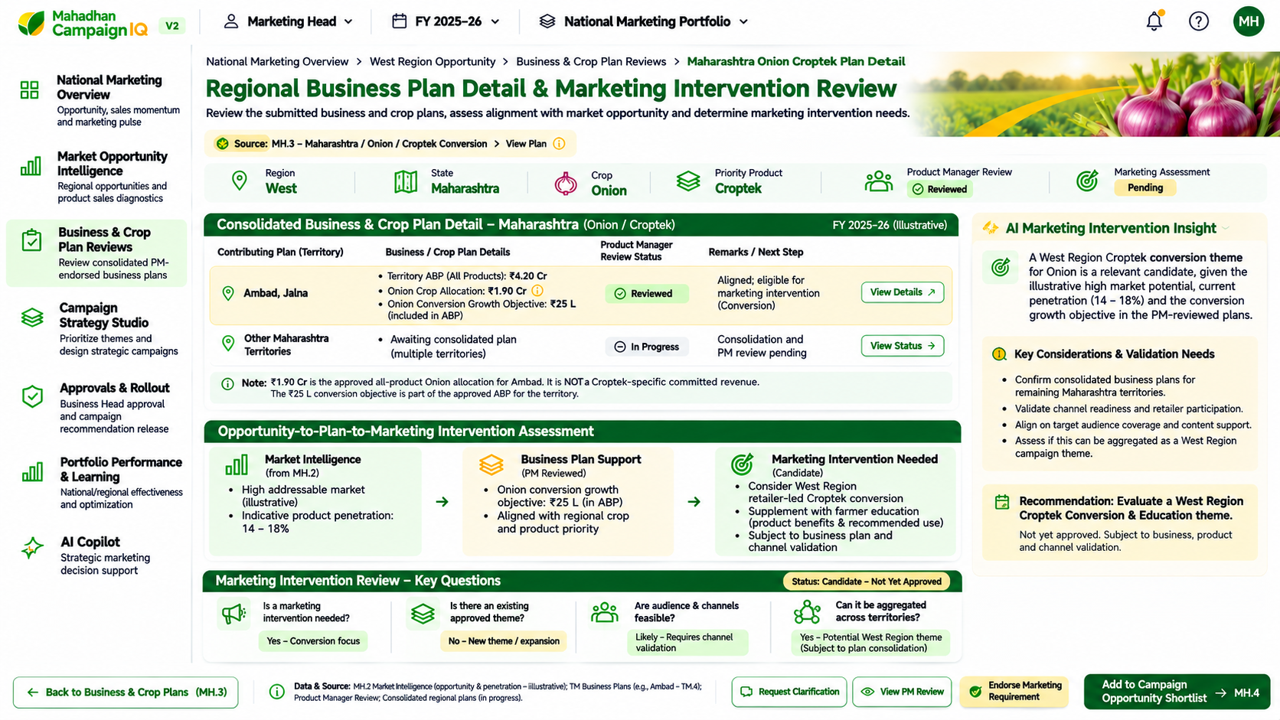 Mahadhan
Campaign IQ V2
Marketing Head
FY 2025–26
National Marketing Portfolio
MH
National Marketing
Overview
Opportunity, sales momentum
and marketing pulse
Market Opportunity
Intelligence
Regional opportunities and
product sales diagnostics
Business & Crop
Plan Reviews
Review consolidated PM-
endorsed business plans
Campaign
Strategy Studio
Prioritize themes and
design strategic campaigns
Approvals & Rollout
Business Head approval
and campaign
recommendation release
Portfolio Performance
& Learning
National/regional effectiveness
and optimization
AI Copilot
Strategic marketing
decision support
National Marketing Overview > West Region Opportunity > Business & Crop Plan Reviews > Maharashtra Onion Croptek Plan Detail
Regional Business Plan Detail & Marketing Intervention Review
Review the submitted business and crop plans, assess alignment with market opportunity and determine marketing intervention needs.
Source: MH.3 – Maharashtra / Onion / Croptek Conversion > View Plan
Region
West
State
Maharashtra
Crop
Onion
Priority Product
Croptek
Product Manager Review
Reviewed
Marketing Assessment
Pending
Consolidated Business & Crop Plan Detail – Maharashtra (Onion / Croptek)
FY 2025–26 (Illustrative)
Contributing Plan (Territory)
Business / Crop Plan Details
Product Manager
Review Status
Remarks / Next Step
Ambad, Jalna
• Territory ABP (All Products): ₹4.20 Cr
• Onion Crop Allocation: ₹1.90 Cr
• Onion Conversion Growth Objective: ₹25 L
(included in ABP)
Reviewed
Aligned; eligible for
marketing intervention
(Conversion)
View Details ↗
Other Maharashtra
Territories
• Awaiting consolidated plan
(multiple territories)
In Progress
Consolidation and
PM review pending
View Status →
Note: ₹1.90 Cr is the approved all-product Onion allocation for Ambad. It is NOT a Croptek-specific committed revenue.
The ₹25 L conversion objective is part of the approved ABP for the territory.
Opportunity-to-Plan-to-Marketing Intervention Assessment
Market Intelligence
(from MH.2)
• High addressable market
(illustrative)
• Indicative product penetration:
14 – 18%
→
Business Plan Support
(PM Reviewed)
• Onion conversion growth
objective: ₹25 L (in ABP)
• Aligned with regional crop
and product priority
→
Marketing Intervention Needed
(Candidate)
• Consider West Region
retailer-led Croptek conversion
• Supplement with farmer education
(product benefits & recommended use)
• Subject to business plan and
channel validation
Marketing Intervention Review – Key Questions
Status: Candidate – Not Yet Approved
Is a marketing
intervention needed?
Yes – Conversion focus
Is there an existing
approved theme?
No – New theme / expansion
Are audience & channels
feasible?
Likely – Requires channel
validation
Can it be aggregated
across territories?
Yes – Potential West Region theme
(Subject to plan consolidation)
AI Marketing Intervention Insight
A West Region Croptek conversion theme
for Onion is a relevant candidate, given the
illustrative high market potential, current
penetration (14 – 18%) and the conversion
growth objective in the PM-reviewed plans.
Key Considerations & Validation Needs
• Confirm consolidated business plans for
remaining Maharashtra territories.
• Validate channel readiness and retailer participation.
• Align on target audience coverage and content support.
• Assess if this can be aggregated as a West Region
campaign theme.
Recommendation: Evaluate a West Region
Croptek Conversion & Education theme.
Not yet approved. Subject to business, product
and channel validation.
← Back to Business & Crop Plans (MH.3)
Data & Source: MH.2 Market Intelligence (opportunity & penetration – illustrative); TM Business Plans (e.g., Ambad – TM.4);
Product Manager Review; Consolidated regional plans (in progress).
Request Clarification
View PM Review
Endorse Marketing
Requirement
Add to Campaign
Opportunity Shortlist → MH.4